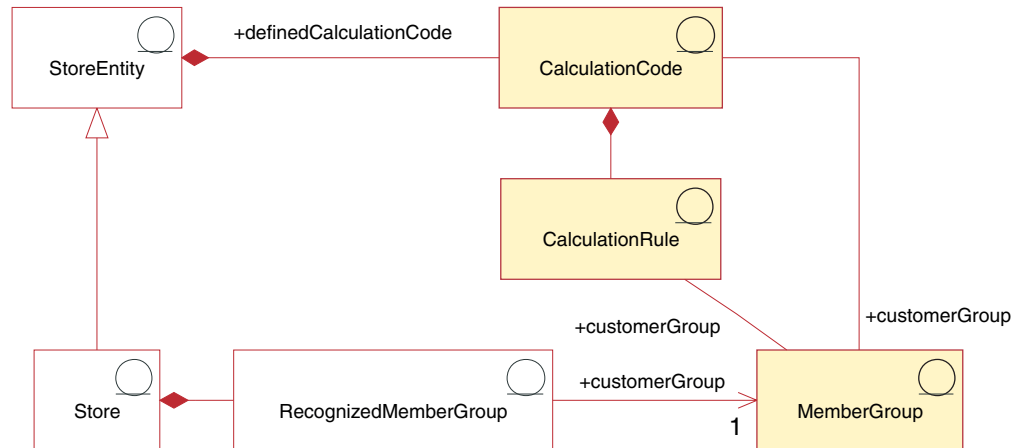 +definedCalculationCode
StoreEntity
CalculationCode
CalculationRule
+customerGroup
+customerGroup
+customerGroup
Store
RecognizedMemberGroup
1
MemberGroup